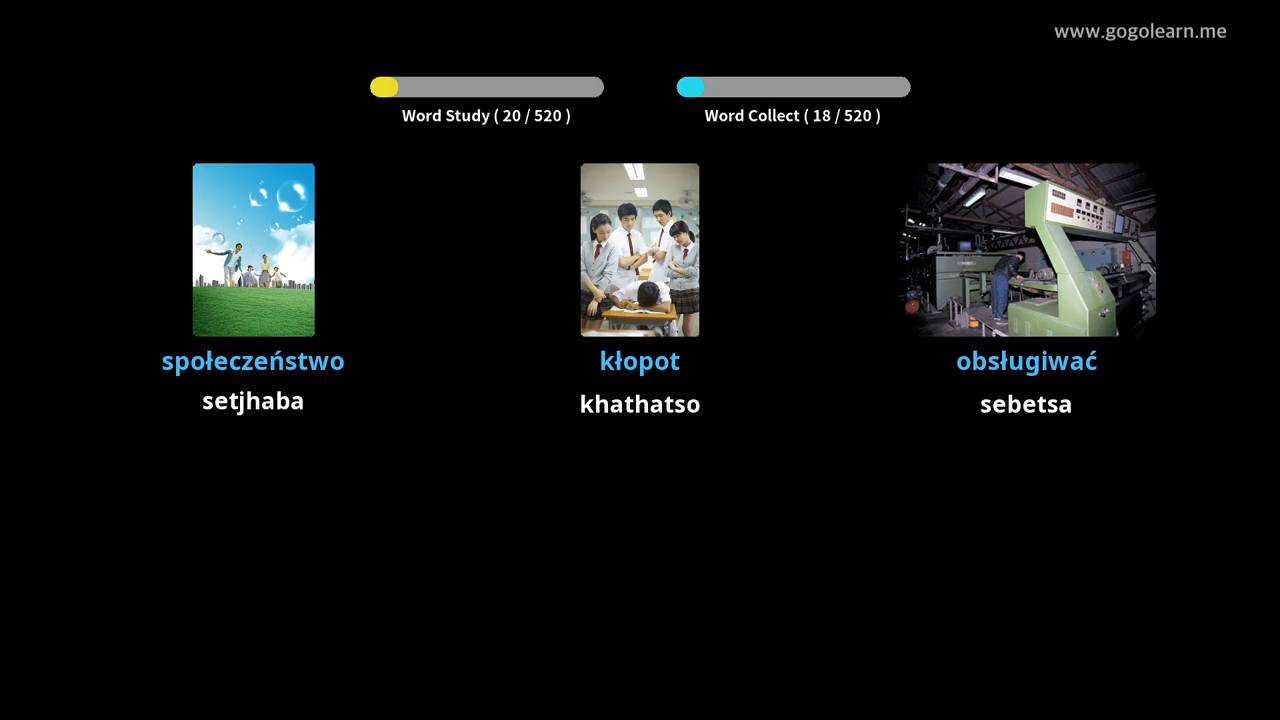 www.gogolearn.me
Word Study ( 20 / 520 )
Word Collect ( 18 / 520 )
społeczeństwo
kłopot
obsługiwać
setjhaba
khathatso
sebetsa